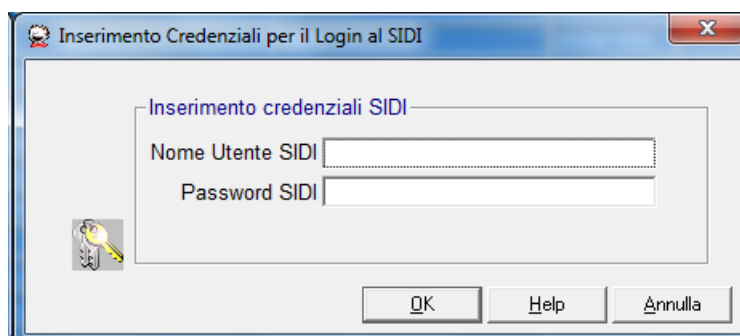 Inserimento Credenziali per il Login al SIDI
Inserimento credenziali SIDI
Nome Utente SIDI
Password SIDI
OK Help Annulla